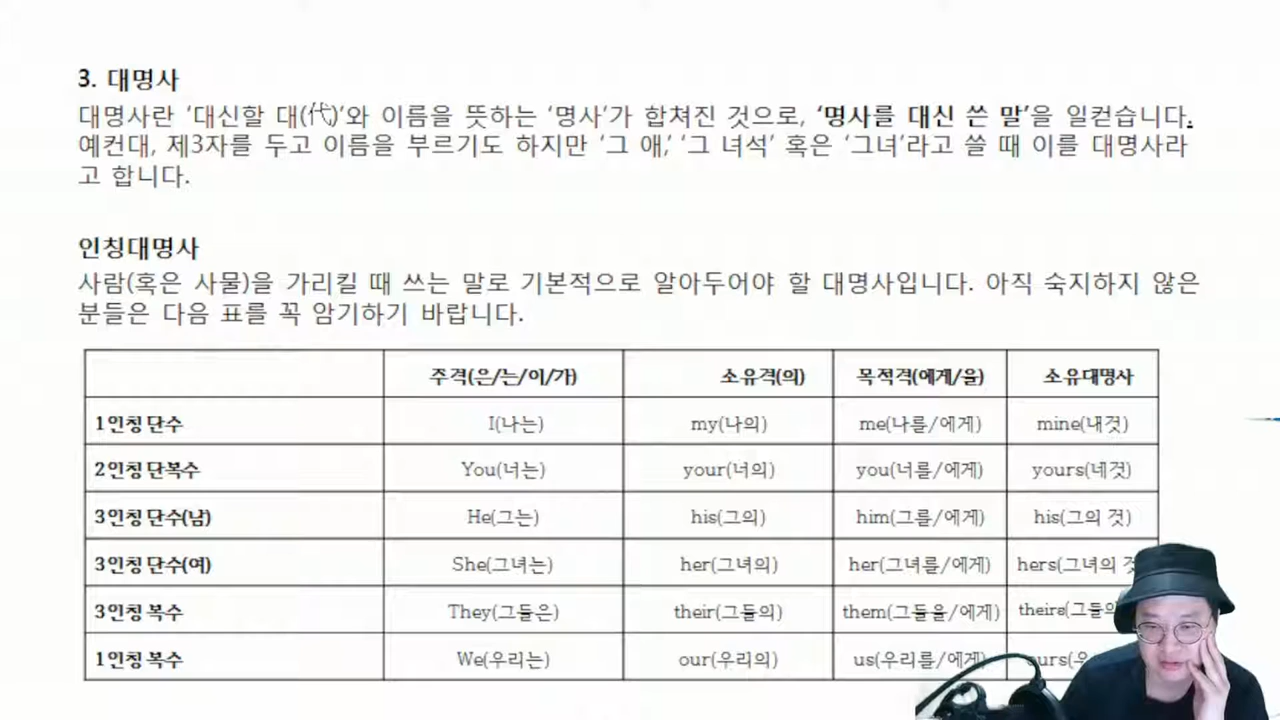 3. 대명사
대명사란 '대신할 대(代)'와 이름을 뜻하는 '명사'가 합쳐진 것으로, '명사를 대신 쓴 말'을 일컫습니다.
예컨대, 제3자를 두고 이름을 부르기도 하지만 '그 애,' '그 녀석' 혹은 '그녀'라고 쓸 때 이를 대명사라
고 합니다.
인칭대명사
사람(혹은 사물)을 가리킬 때 쓰는 말로 기본적으로 알아두어야 할 대명사입니다. 아직 숙지하지 않은
분들은 다음 표를 꼭 암기하기 바랍니다.
주격(은/는/이/가) 소유격(의) 목적격(에게/을) 소유대명사
1인칭 단수 I(나는) my(나의) me(나를/에게) mine(내것)
2인칭 단복수 You(너는) your(너의) you(너를/에게) yours(네것)
3인칭 단수(남) He(그는) his(그의) him(그를/에게) his(그의 것)
3인칭 단수(여) She(그녀는) her(그녀의) her(그녀를/에게) hers(그녀의
3인칭 복수 They(그들은) their(그들의) them(그들을/에게) theirs(그들의
1인칭 복수 We(우리는) our(우리의) us(우리를/에게)